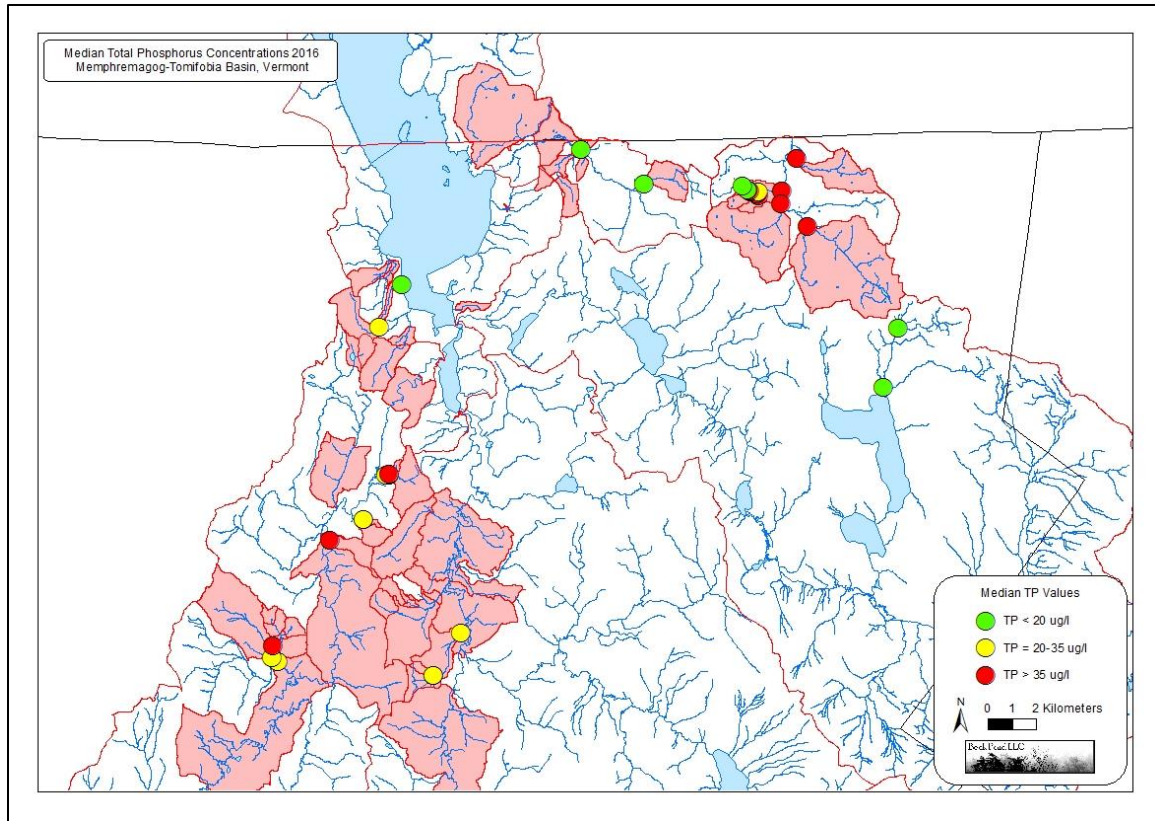 Median Total Phosphorus Concentrations 2016
Memphremagog-Tomifobia Basin, Vermont
Median TP Values
TP < 20 ug/l
TP = 20-35 ug/l
TP > 35 ug/l
N
0 1 2 Kilometers
LLC